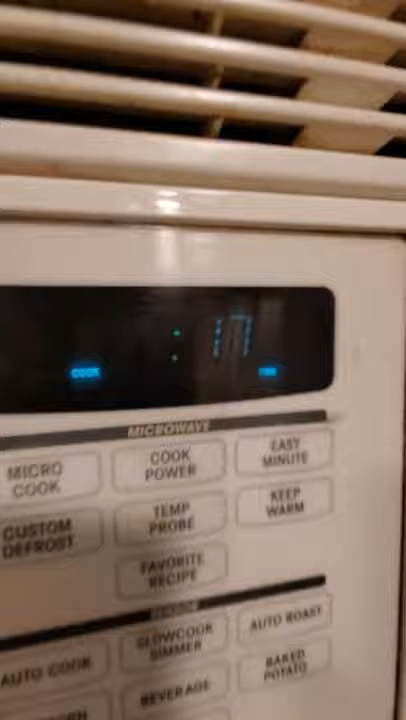 COOK
:
MICROWAVE
MICRO
COOK
COOK
POWER
EASY
MINUTE
CUSTOM
DEFROST
TEMP
PROBE
KEEP
WARM
FAVORITE
RECIPE
AUTO COOK
SLOWCOOK
SIMMER
AUTO ROAST
BEVERAGE
BAKED
POTATO